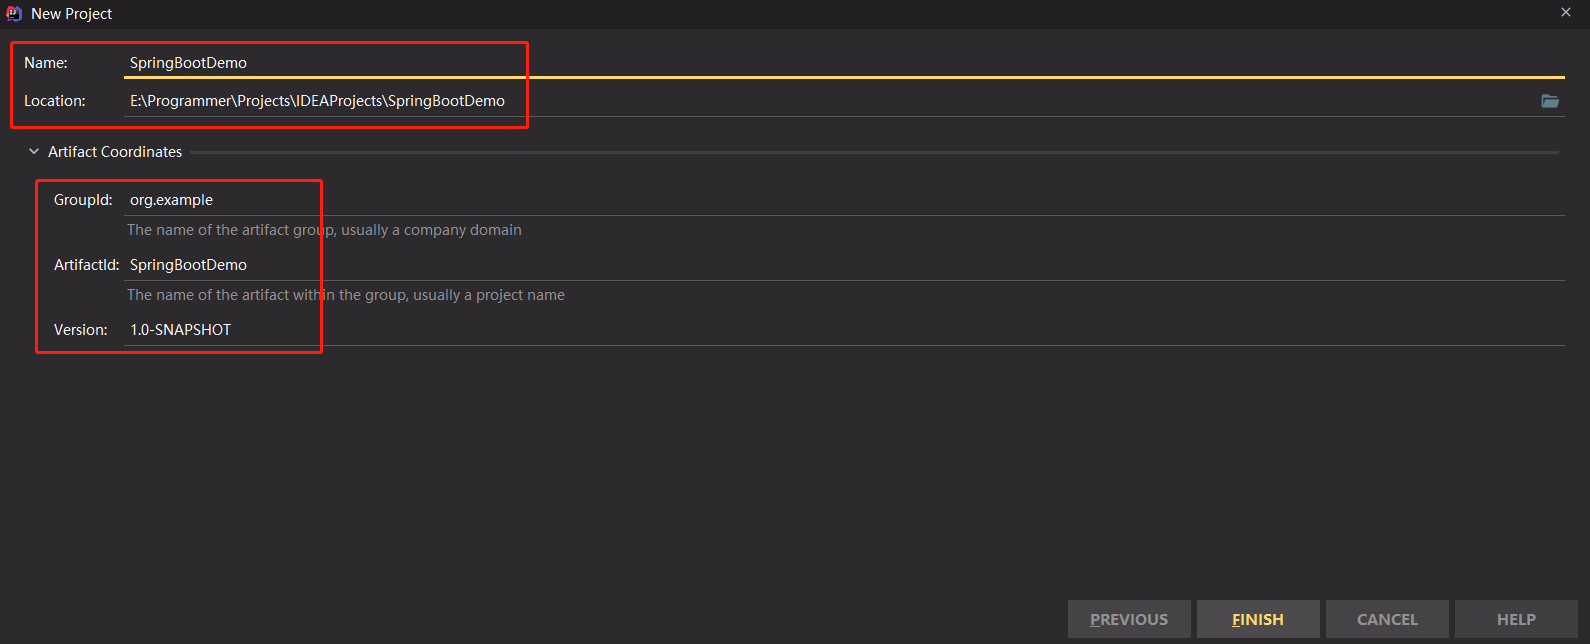 New Project
Name: SpringBootDemo
Location: E:\Programmer\Projects\IDEAProjects\SpringBootDemo
Artifact Coordinates
GroupId: org.example
The name of the artifact group, usually a company domain
ArtifactId: SpringBootDemo
The name of the artifact within the group, usually a project name
Version: 1.0-SNAPSHOT
PREVIOUS FINISH CANCEL HELP